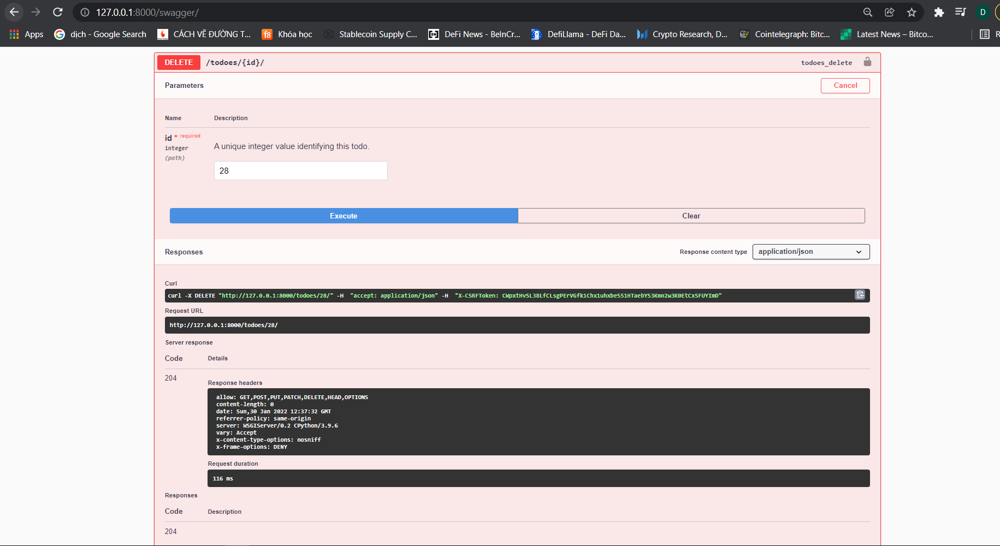 127.0.0.1:8000/swagger/
D
Apps
dịch - Google Search
CÁCH VẼ ĐƯỜNG T...
f8 Khóa học
Stablecoin Supply C...
DeFi News - BeInCr...
DefiLlama - DeFi Da...
Crypto Research, D...
Cointelegraph: Bitc...
Latest News – Bitco...
R
DELETE /todoes/{id}/ todoes_delete
Parameters Cancel
Name Description
id * required
integer
(path)
A unique integer value identifying this todo.
28
Execute Clear
Responses Response content type application/json
Curl
curl -X DELETE "http://127.0.0.1:8000/todoes/28/" -H "accept: application/json" -H "X-CSRFToken: CWpxtHvSL38LfCLsgPErVGfk1Chx1uhxbeSS1HTaebYS3Kmn2w3K0EtCx5FUYImD"
Request URL
http://127.0.0.1:8000/todoes/28/
Server response
Code Details
204
Response headers
allow: GET,POST,PUT,PATCH,DELETE,HEAD,OPTIONS
content-length: 0
date: Sun,30 Jan 2022 12:37:32 GMT
referrer-policy: same-origin
server: WSGIServer/0.2 CPython/3.9.6
vary: Accept
x-content-type-options: nosniff
x-frame-options: DENY
Request duration
116 ms
Responses
Code Description
204